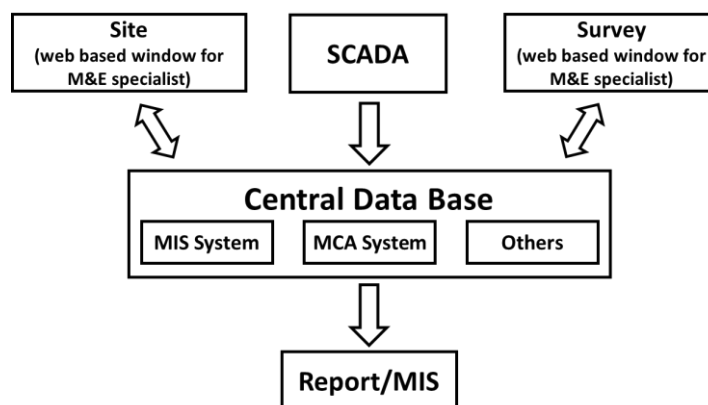 Site
(web based window for
M&E specialist)
SCADA
Survey
(web based window for
M&E specialist)
Central Data Base
MIS System
MCA System
Others
Report/MIS